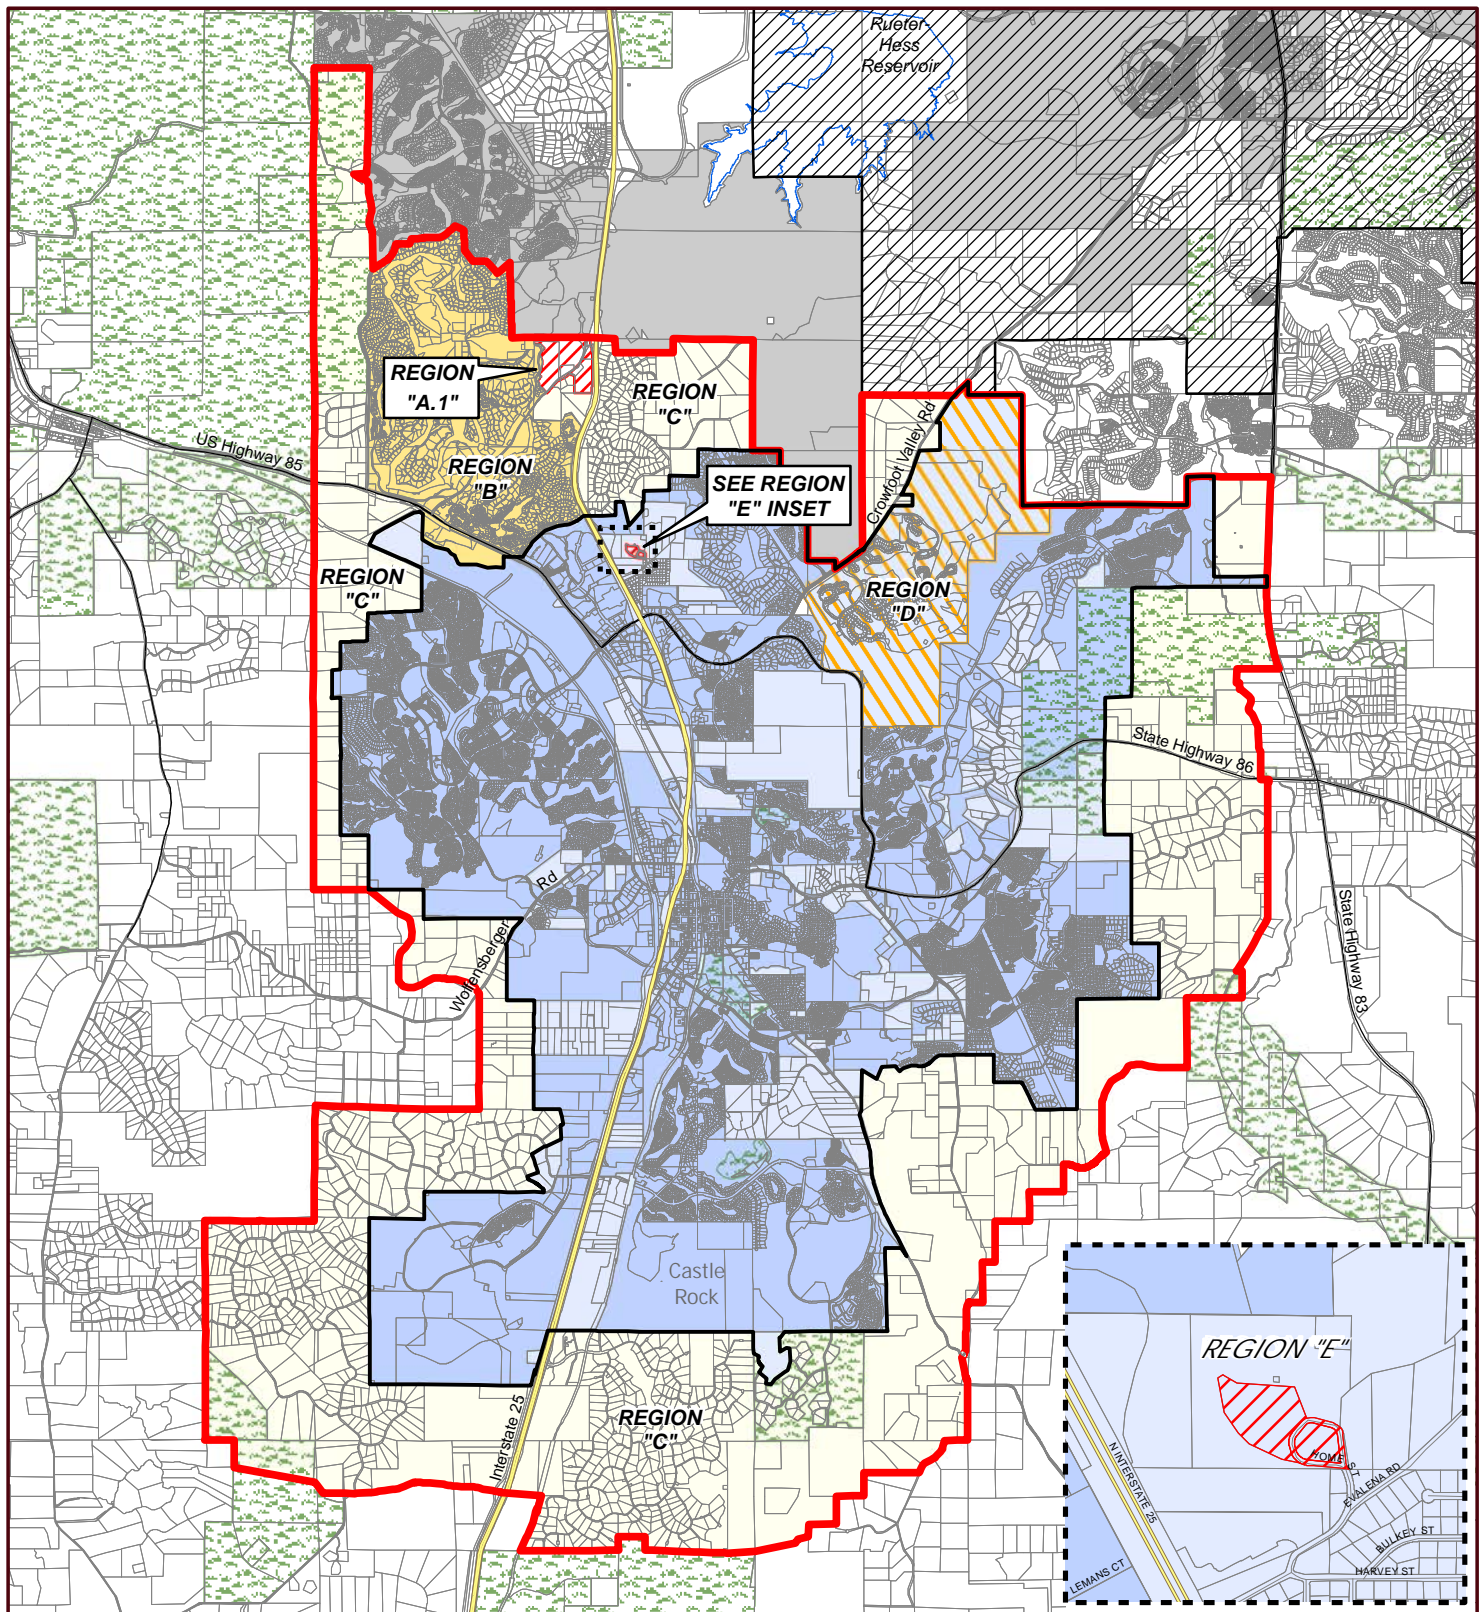 Rueter-
Hess
Reservoir
REGION
"A.1"
REGION
"C"
Crowfoot Valley Rd
US Highway 85
REGION
"B"
SEE REGION
"E" INSET
REGION
"C"
REGION
"D"
State Highway 86
Rd
Wolfensberger
State Highway 83
Castle
Rock
REGION "E"
Interstate 25
REGION
"C"
N INTERSTATE 25
HOME ST
EVALENA RD
BULKEY ST
HARVEY ST
LEMANS CT